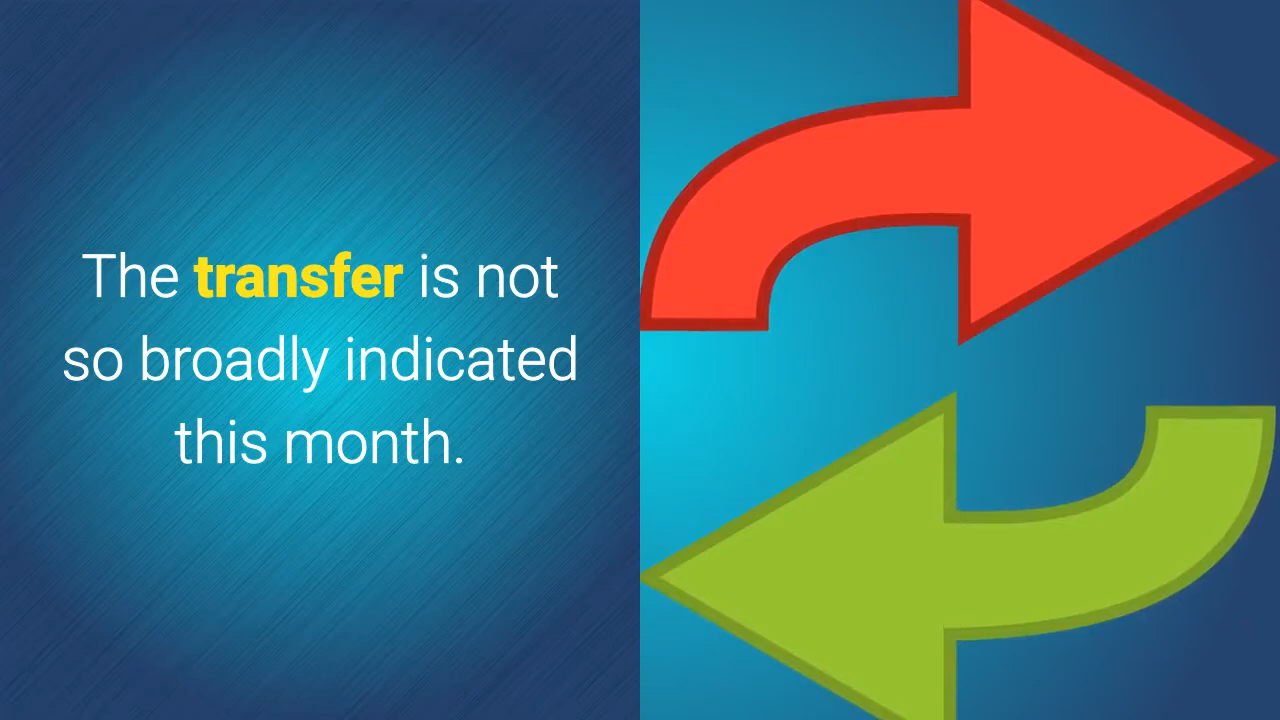 The transfer is not
so broadly indicated
this month.